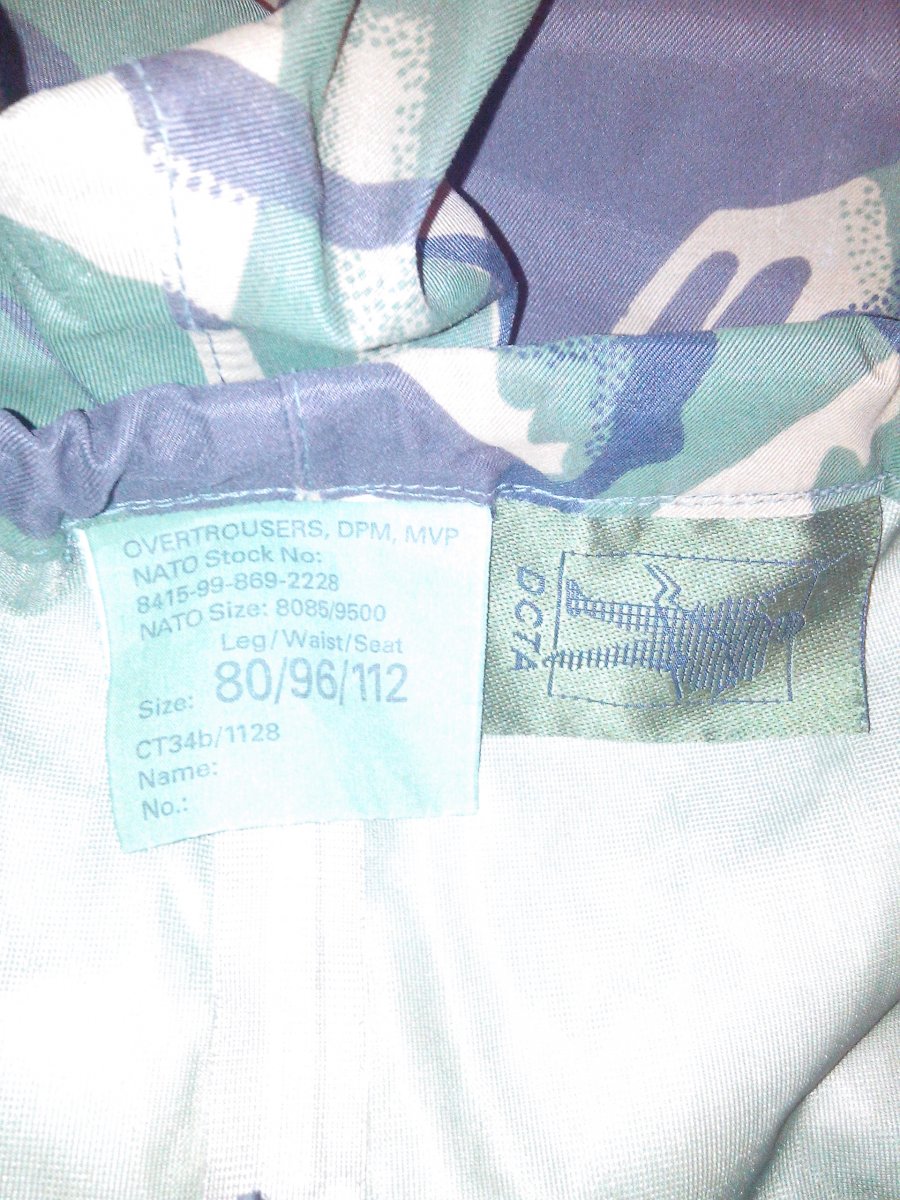 OVERTROUSERS, DPM, MVP
NATO Stock No:
8415-99-869-2228
NATO Size: 8085/9500
Leg/Waist/Seat
Size: 80/96/112
CT34b/1128
Name:
No.:
DC7A